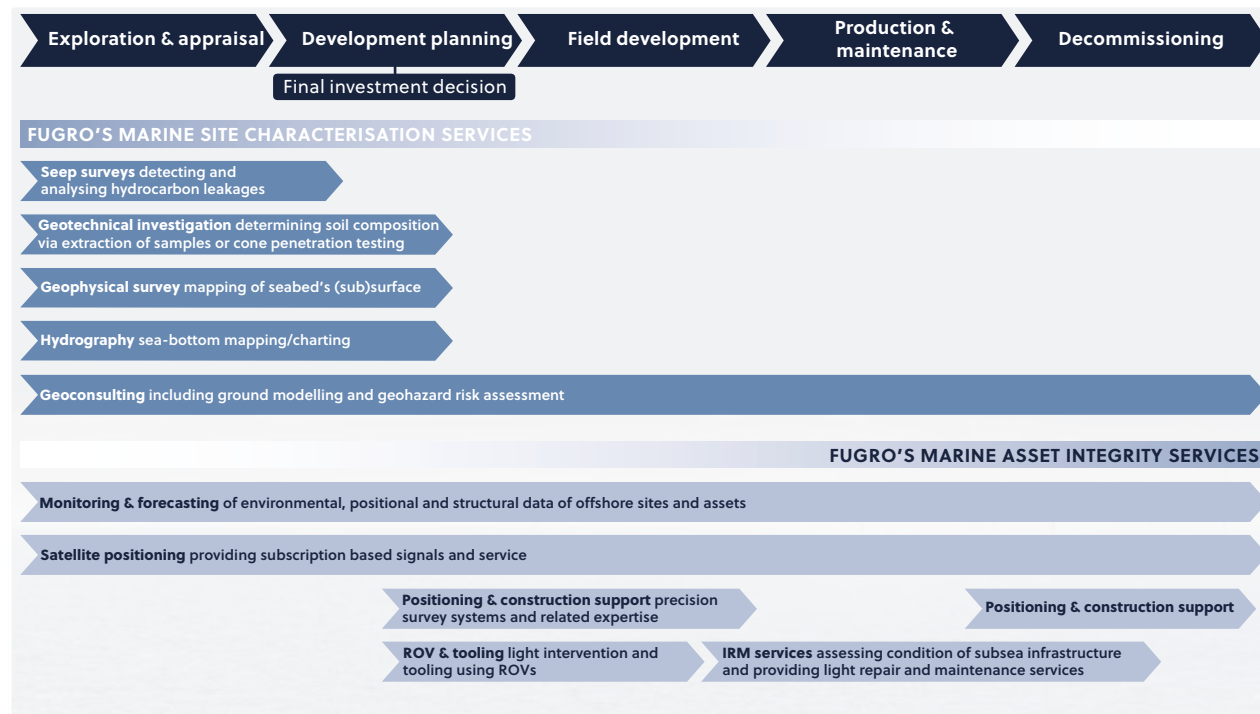 Exploration & appraisal
Development planning
Field development
Production &
maintenance
Decommissioning
Final investment decision
FUGRO’S MARINE SITE CHARACTERISATION SERVICES
Seep surveys detecting and
analysing hydrocarbon leakages
Geotechnical investigation determining soil composition
via extraction of samples or cone penetration testing
Geophysical survey mapping of seabed’s (sub)surface
Hydrography sea-bottom mapping/charting
Geoconsulting including ground modelling and geohazard risk assessment
FUGRO’S MARINE ASSET INTEGRITY SERVICES
Monitoring & forecasting of environmental, positional and structural data of offshore sites and assets
Satellite positioning providing subscription based signals and service
Positioning & construction support precision
survey systems and related expertise
Positioning & construction support
ROV & tooling light intervention and
tooling using ROVs
IRM services assessing condition of subsea infrastructure
and providing light repair and maintenance services